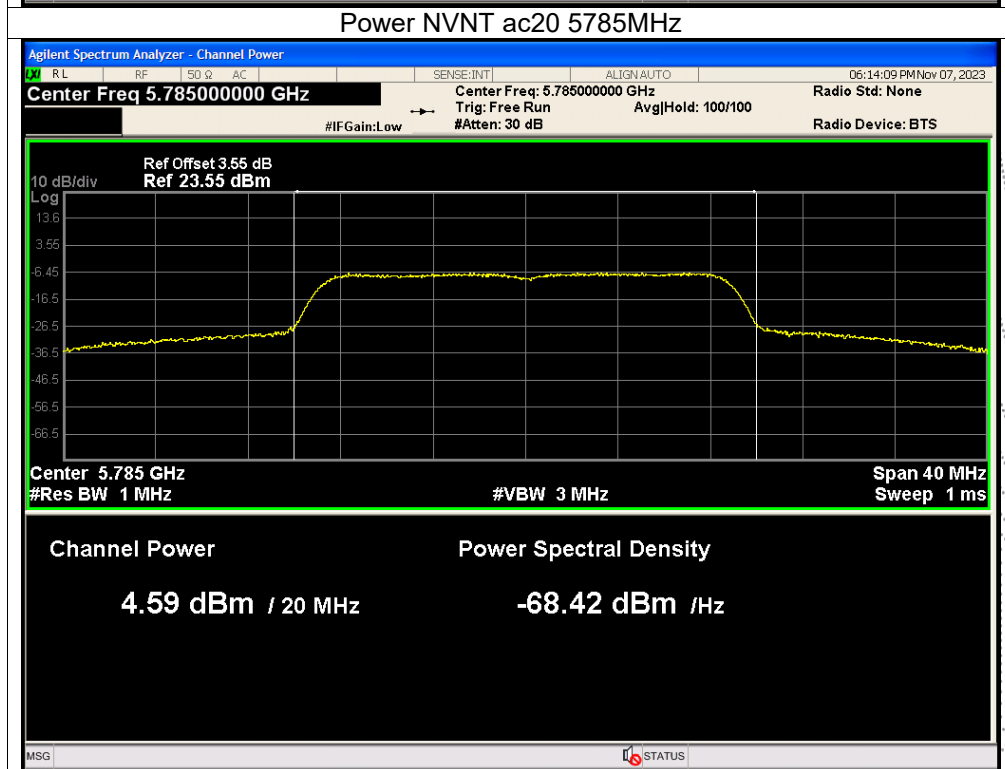 Power NVNT ac20 5785MHz
Agilent Spectrum Analyzer - Channel Power
LXI RL RF 50 Ω AC SENSE:INT ALIGN AUTO 06:14:09 PM Nov 07, 2023
Center Freq 5.785000000 GHz Center Freq: 5.785000000 GHz Radio Std: None
Trig: Free Run Avg|Hold: 100/100
#IFGain:Low #Atten: 30 dB Radio Device: BTS
Ref Offset 3.55 dB
10 dB/div Ref 23.55 dBm
Log
13.6
3.55
-6.45
-16.5
-26.5
-36.5
-46.5
-56.5
-66.5
Center 5.785 GHz Span 40 MHz
#Res BW 1 MHz #VBW 3 MHz Sweep 1 ms
Channel Power Power Spectral Density
4.59 dBm / 20 MHz -68.42 dBm /Hz
MSG STATUS